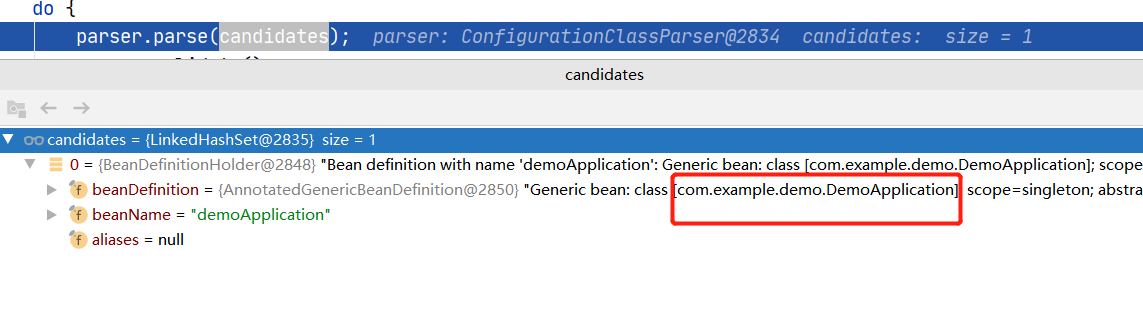 do {
parser.parse(candidates); parser: ConfigurationClassParser@2834 candidates: size = 1
candidates
candidates = {LinkedHashSet@2835} size = 1
0 = {BeanDefinitionHolder@2848} "Bean definition with name 'demoApplication': Generic bean: class [com.example.demo.DemoApplication]; scope
beanDefinition = {AnnotatedGenericBeanDefinition@2850} "Generic bean: class [com.example.demo.DemoApplication] scope=singleton; abstra
beanName = "demoApplication"
aliases = null